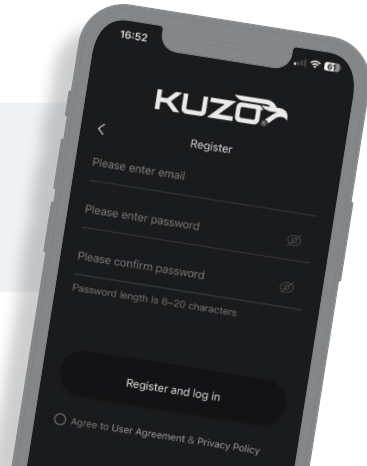 16:52
61
KUZO®
Register
Please enter email
Please enter password
Please confirm password
Password length is 6-20 characters
Register and log in
Agree to User Agreement & Privacy Policy